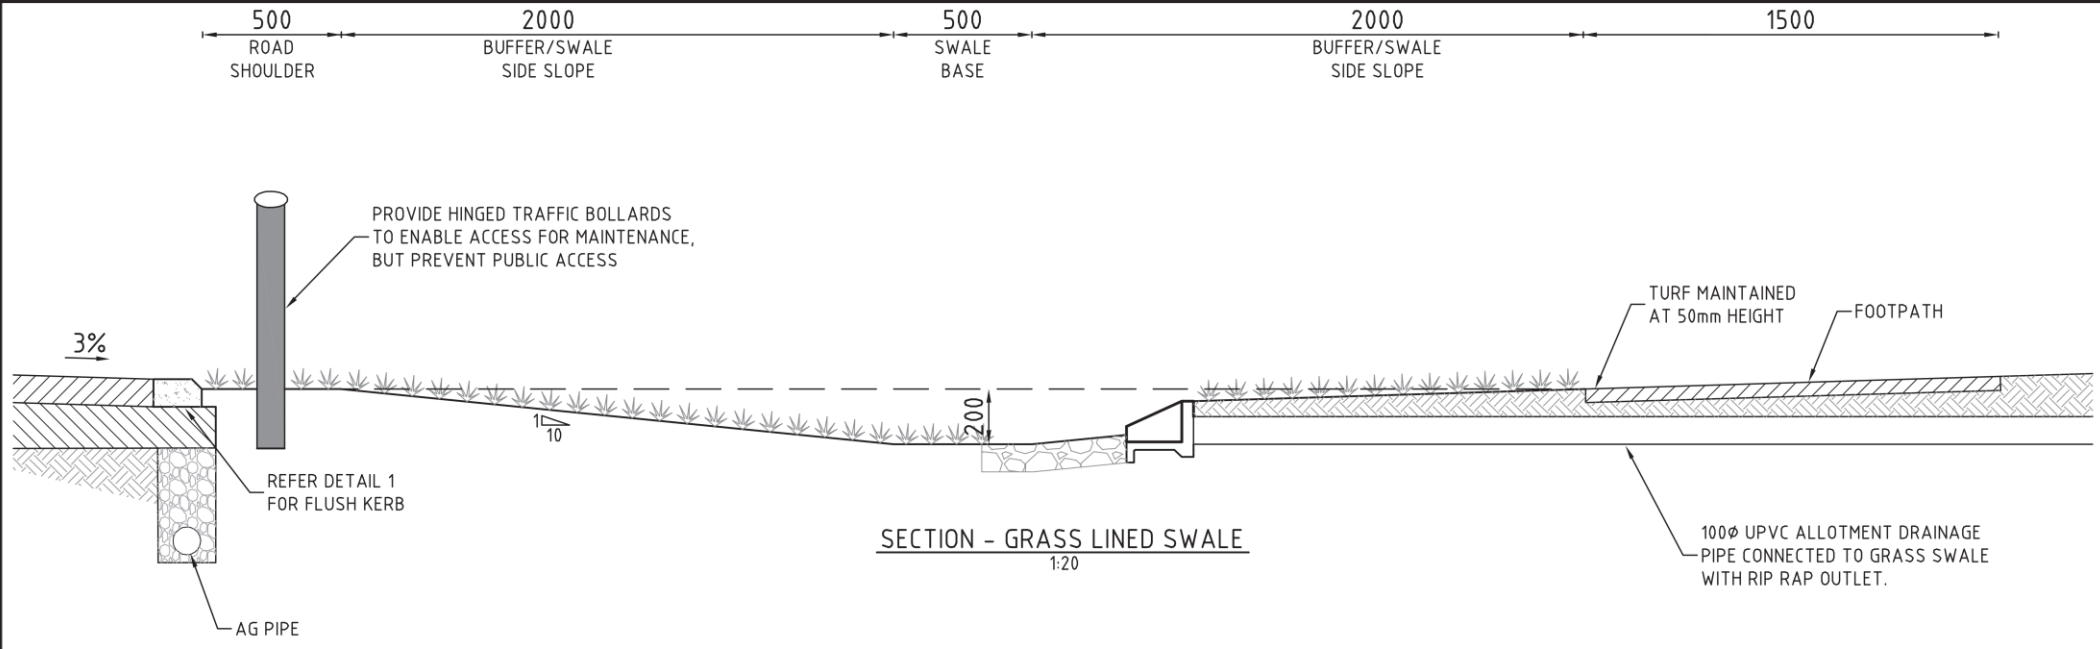 500
2000
500
2000
1500
ROAD
SHOULDER
BUFFER/SWALE
SIDE SLOPE
SWALE
BASE
BUFFER/SWALE
SIDE SLOPE
PROVIDE HINGED TRAFFIC BOLLARDS
TO ENABLE ACCESS FOR MAINTENANCE,
BUT PREVENT PUBLIC ACCESS
TURF MAINTAINED
AT 50mm HEIGHT
FOOTPATH
3%
200
1
10
REFER DETAIL 1
FOR FLUSH KERB
SECTION - GRASS LINED SWALE
1:20
100ø UPVC ALLOTMENT DRAINAGE
PIPE CONNECTED TO GRASS SWALE
WITH RIP RAP OUTLET.
AG PIPE